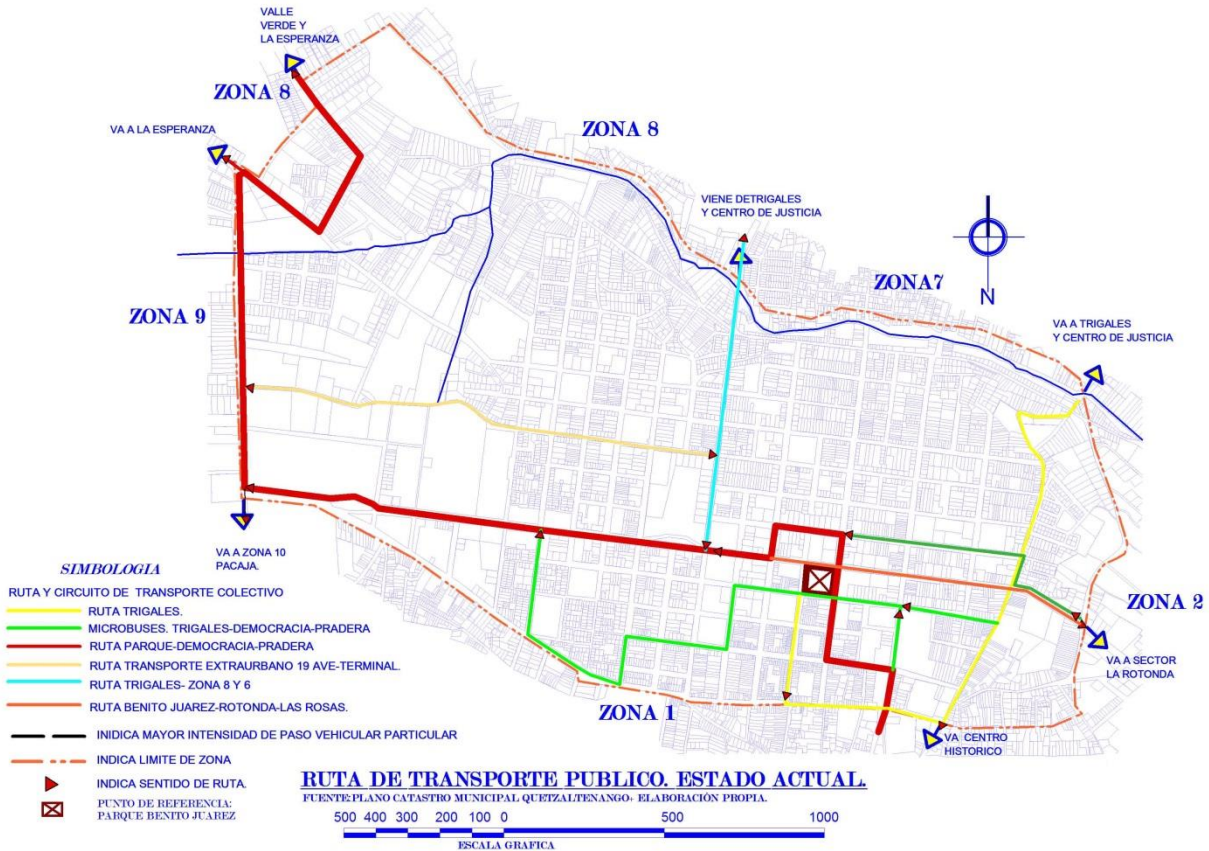 VALLE
VERDE Y
LA ESPERANZA
ZONA 8
VA A LA ESPERANZA
ZONA 8
VIENE DETRIGALES
Y CENTRO DE JUSTICIA
N
ZONA7
ZONA 9
VA A TRIGALES
Y CENTRO DE JUSTICIA
VA A ZONA 10
PACAJA.
ZONA 2
VA A SECTOR
LA ROTONDA
ZONA 1
VA CENTRO
HISTORICO
SIMBOLOGIA
RUTA Y CIRCUITO DE TRANSPORTE COLECTIVO
RUTA TRIGALES.
MICROBUSES. TRIGALES-DEMOCRACIA-PRADERA
RUTA PARQUE-DEMOCRACIA-PRADERA
RUTA TRANSPORTE EXTRAURBANO 19 AVE-TERMINAL.
RUTA TRIGALES- ZONA 8 Y 6
RUTA BENITO JUAREZ-ROTONDA-LAS ROSAS.
INIDICA MAYOR INTENSIDAD DE PASO VEHICULAR PARTICULAR
INDICA LIMITE DE ZONA
INDICA SENTIDO DE RUTA.
PUNTO DE REFERENCIA:
PARQUE BENITO JUAREZ
RUTA DE TRANSPORTE PUBLICO. ESTADO ACTUAL.
FUENTE:PLANO CATASTRO MUNICIPAL QUETZALTENANGO. ELABORACIÓN PROPIA.
500 400 300 200 100 0 500 1000
ESCALA GRAFICA